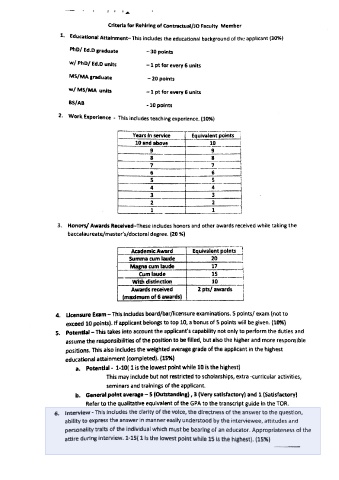 Criteria for Rehiring of Contractual/JO Faculty Member
1. Educational Attainment- This includes the educational background of the applicant (30%)
PhD/ Ed.D graduate – 30 points
w/ PhD/ Ed.D units – 1 pt for every 6 units
MS/MA graduate – 20 points
w/ MS/MA units – 1 pt for every 6 units
BS/AB - 10 points
2. Work Experience - This includes teaching experience. (10%)
Years in service Equivalent points
10 and above 10
9 9
8 8
7 7
6 6
5 5
4 4
3 3
2 2
1 1
3. Honors/ Awards Received-These includes honors and other awards received while taking the
baccalaureate/master's/doctoral degree. (20 %)
Academic Award Equivalent points
Summa cum laude 20
Magna cum laude 17
Cum laude 15
With distinction 10
Awards received 2 pts/ awards
(maximum of 6 awards)
4. Licensure Exam – This includes board/bar/licensure examinations. 5 points/ exam (not to
exceed 10 points). If applicant belongs to top 10, a bonus of 5 points will be given. (10%)
5. Potential – This takes into account the applicant's capability not only to perform the duties and
assume the responsibilities of the position to be filled, but also the higher and more responsible
positions. This also includes the weighted average grade of the applicant in the highest
educational attainment (completed). (15%)
a. Potential - 1-10( 1 is the lowest point while 10 is highest)
This may include but not restricted to scholarships, extra -curricular activities,
seminars and trainings of the applicant.
b. General point average – 5 (Outstanding) , 3 (Very satisfactory) and 1 (Satisfactory)
Refer to the qualitative equivalent of the GPA to the transcript guide in the TOR.
6. Interview - This includes the clarity of the voice, the directness of the answer to the question,
ability to express the answer in manner easily understood by the interviewee, attitudes and
personality traits of the individual which must be bearing of an educator. Appropriateness of the
attire during interview. 1-15( 1 is the lowest point while 15 is the highest). (15%)